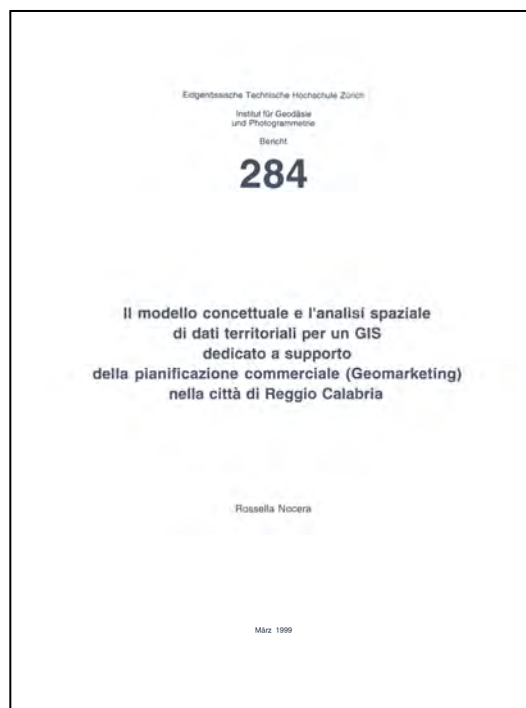 Eidgenössische Technische Hochschule Zürich
Institut für Geodäsie
und Photogrammetrie
Bericht
284
Il modello concettuale e l'analisi spaziale
di dati territoriali per un GIS
dedicato a supporto
della pianificazione commerciale (Geomarketing)
nella città di Reggio Calabria
Rossella Nocera
März 1999